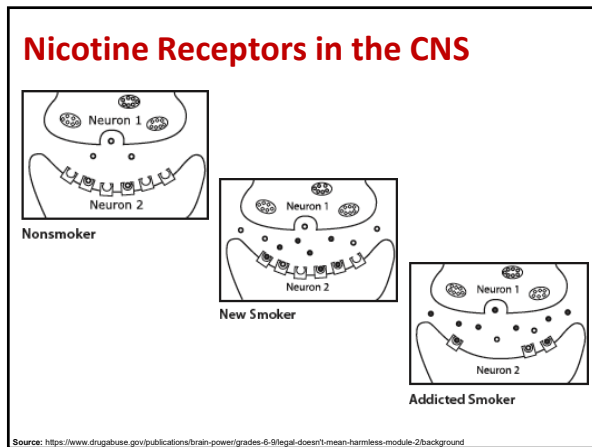 Nicotine Receptors in the CNS
Neuron 1
Neuron 2
Nonsmoker
Neuron 1
Neuron 2
New Smoker
Neuron 1
Neuron 2
Addicted Smoker
Source: https://www.drugabuse.gov/publications/brain-power/grades-6-9/legal-doesn't-mean-harmless-module-2/background